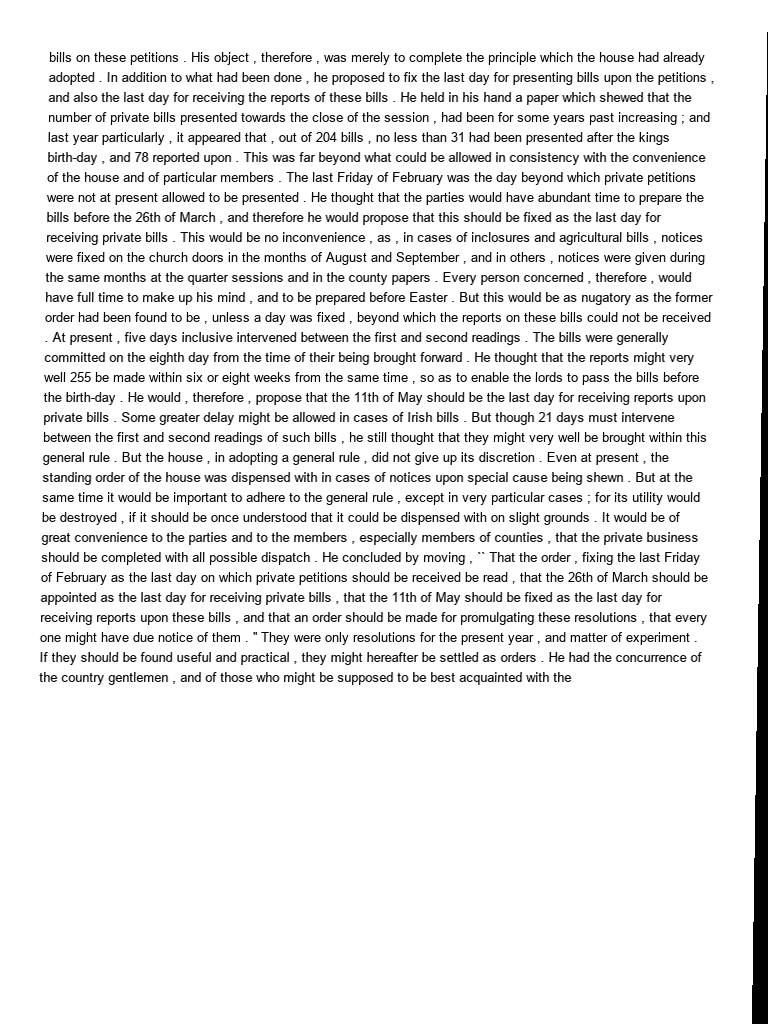 bills on these petitions . His object , therefore , was merely to complete the principle which the house had already
adopted . In addition to what had been done , he proposed to fix the last day for presenting bills upon the petitions ,
and also the last day for receiving the reports of these bills . He held in his hand a paper which shewed that the
number of private bills presented towards the close of the session , had been for some years past increasing ; and
last year particularly , it appeared that , out of 204 bills , no less than 31 had been presented after the kings
birth-day , and 78 reported upon . This was far beyond what could be allowed in consistency with the convenience
of the house and of particular members . The last Friday of February was the day beyond which private petitions
were not at present allowed to be presented . He thought that the parties would have abundant time to prepare the
bills before the 26th of March , and therefore he would propose that this should be fixed as the last day for
receiving private bills . This would be no inconvenience , as , in cases of inclosures and agricultural bills , notices
were fixed on the church doors in the months of August and September , and in others , notices were given during
the same months at the quarter sessions and in the county papers . Every person concerned , therefore , would
have full time to make up his mind , and to be prepared before Easter . But this would be as nugatory as the former
order had been found to be , unless a day was fixed , beyond which the reports on these bills could not be received
. At present , five days inclusive intervened between the first and second readings . The bills were generally
committed on the eighth day from the time of their being brought forward . He thought that the reports might very
well 255 be made within six or eight weeks from the same time , so as to enable the lords to pass the bills before
the birth-day . He would , therefore , propose that the 11th of May should be the last day for receiving reports upon
private bills . Some greater delay might be allowed in cases of Irish bills . But though 21 days must intervene
between the first and second readings of such bills , he still thought that they might very well be brought within this
general rule . But the house , in adopting a general rule , did not give up its discretion . Even at present , the
standing order of the house was dispensed with in cases of notices upon special cause being shewn . But at the
same time it would be important to adhere to the general rule , except in very particular cases ; for its utility would
be destroyed , if it should be once understood that it could be dispensed with on slight grounds . It would be of
great convenience to the parties and to the members , especially members of counties , that the private business
should be completed with all possible dispatch . He concluded by moving , `` That the order , fixing the last Friday
of February as the last day on which private petitions should be received be read , that the 26th of March should be
appointed as the last day for receiving private bills , that the 11th of May should be fixed as the last day for
receiving reports upon these bills , and that an order should be made for promulgating these resolutions , that every
one might have due notice of them . " They were only resolutions for the present year , and matter of experiment .
If they should be found useful and practical , they might hereafter be settled as orders . He had the concurrence of
the country gentlemen , and of those who might be supposed to be best acquainted with the